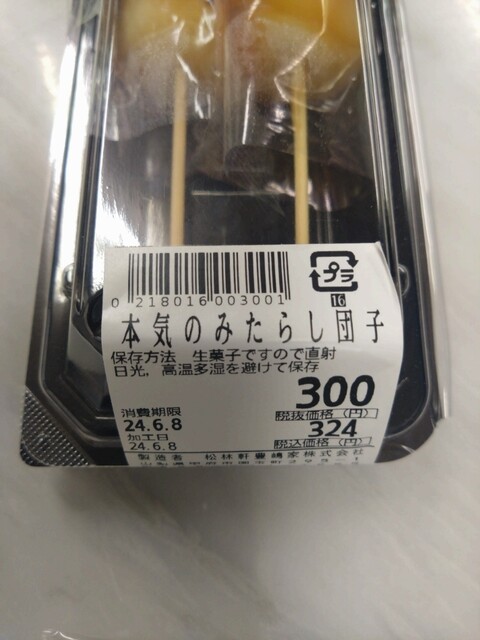 プラ
0 218016 003001
16
本気のみたらし団子
保存方法 生菓子ですので直射
日光,高温多湿を避けて保存
300
消費期限 税抜価格(円)
24.6.8 324
加工日 税込価格(円)
24.6.8
製造者 松林軒豊嶋家株式会社